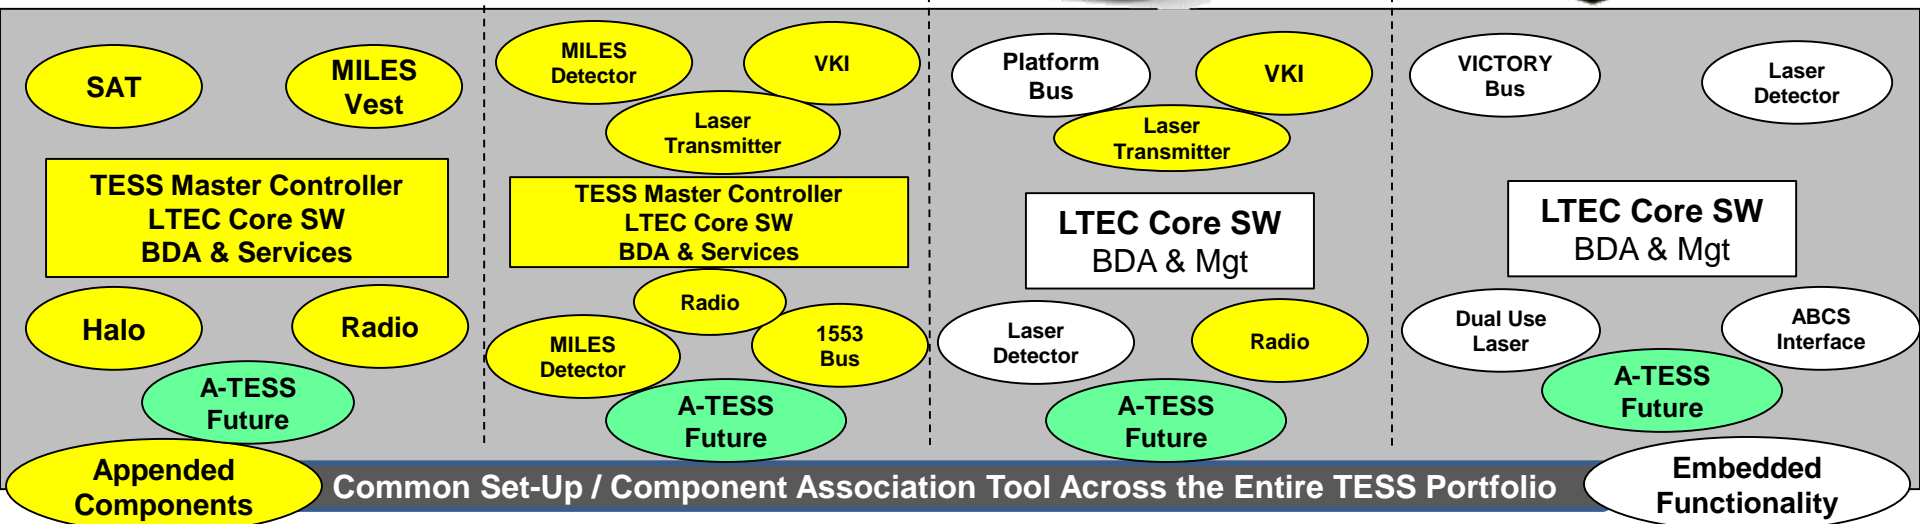 SAT
MILES
Vest
TESS Master Controller
LTEC Core SW
BDA & Services
Halo
Radio
A-TESS
Future
MILES
Detector
VKI
Laser
Transmitter
TESS Master Controller
LTEC Core SW
BDA & Services
Radio
MILES
Detector
1553
Bus
A-TESS
Future
Platform
Bus
VKI
Laser
Transmitter
LTEC Core SW
BDA & Mgt
Laser
Detector
Radio
A-TESS
Future
VICTORY
Bus
Laser
Detector
LTEC Core SW
BDA & Mgt
Dual Use
Laser
ABCS
Interface
A-TESS
Future
Appended
Components
Common Set-Up / Component Association Tool Across the Entire TESS Portfolio
Embedded
Functionality